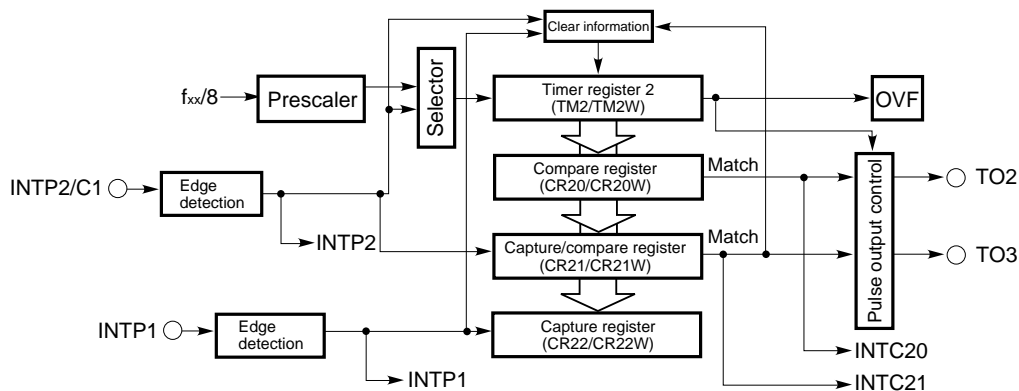 Clear information
fxx/8
Prescaler
Selector
Timer register 2
(TM2/TM2W)
OVF
Compare register
(CR20/CR20W)
Match
INTP2/C1
Edge
detection
INTP2
Capture/compare register
(CR21/CR21W)
Match
Pulse output control
TO2
TO3
INTP1
Edge
detection
INTP1
Capture register
(CR22/CR22W)
INTC20
INTC21